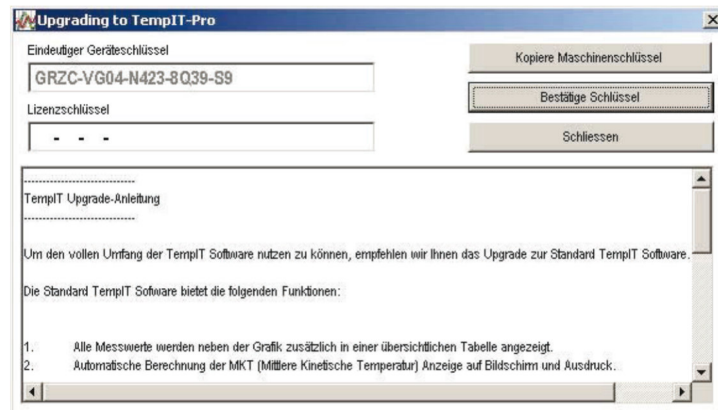 Upgrading to TempIT-Pro
Eindeutiger Geräteschlüssel
GRZC-VG04-N423-8Q39-S9
Lizenzschlüssel
- - -
Kopiere Maschinenschlüssel
Bestätige Schlüssel
Schliessen
-----------------------------
TempIT Upgrade-Anleitung
-----------------------------
Um den vollen Umfang der TempIT Software nutzen zu können, empfehlen wir Ihnen das Upgrade zur Standard TempIT Software.
Die Standard TempIT Sofware bietet die folgenden Funktionen:
1. Alle Messwerte werden neben der Grafik zusätzlich in einer übersichtlichen Tabelle angezeigt.
2. Automatische Berechnung der MKT (Mittlere Kinetische Temperatur) Anzeige auf Bildschirm und Ausdruck.